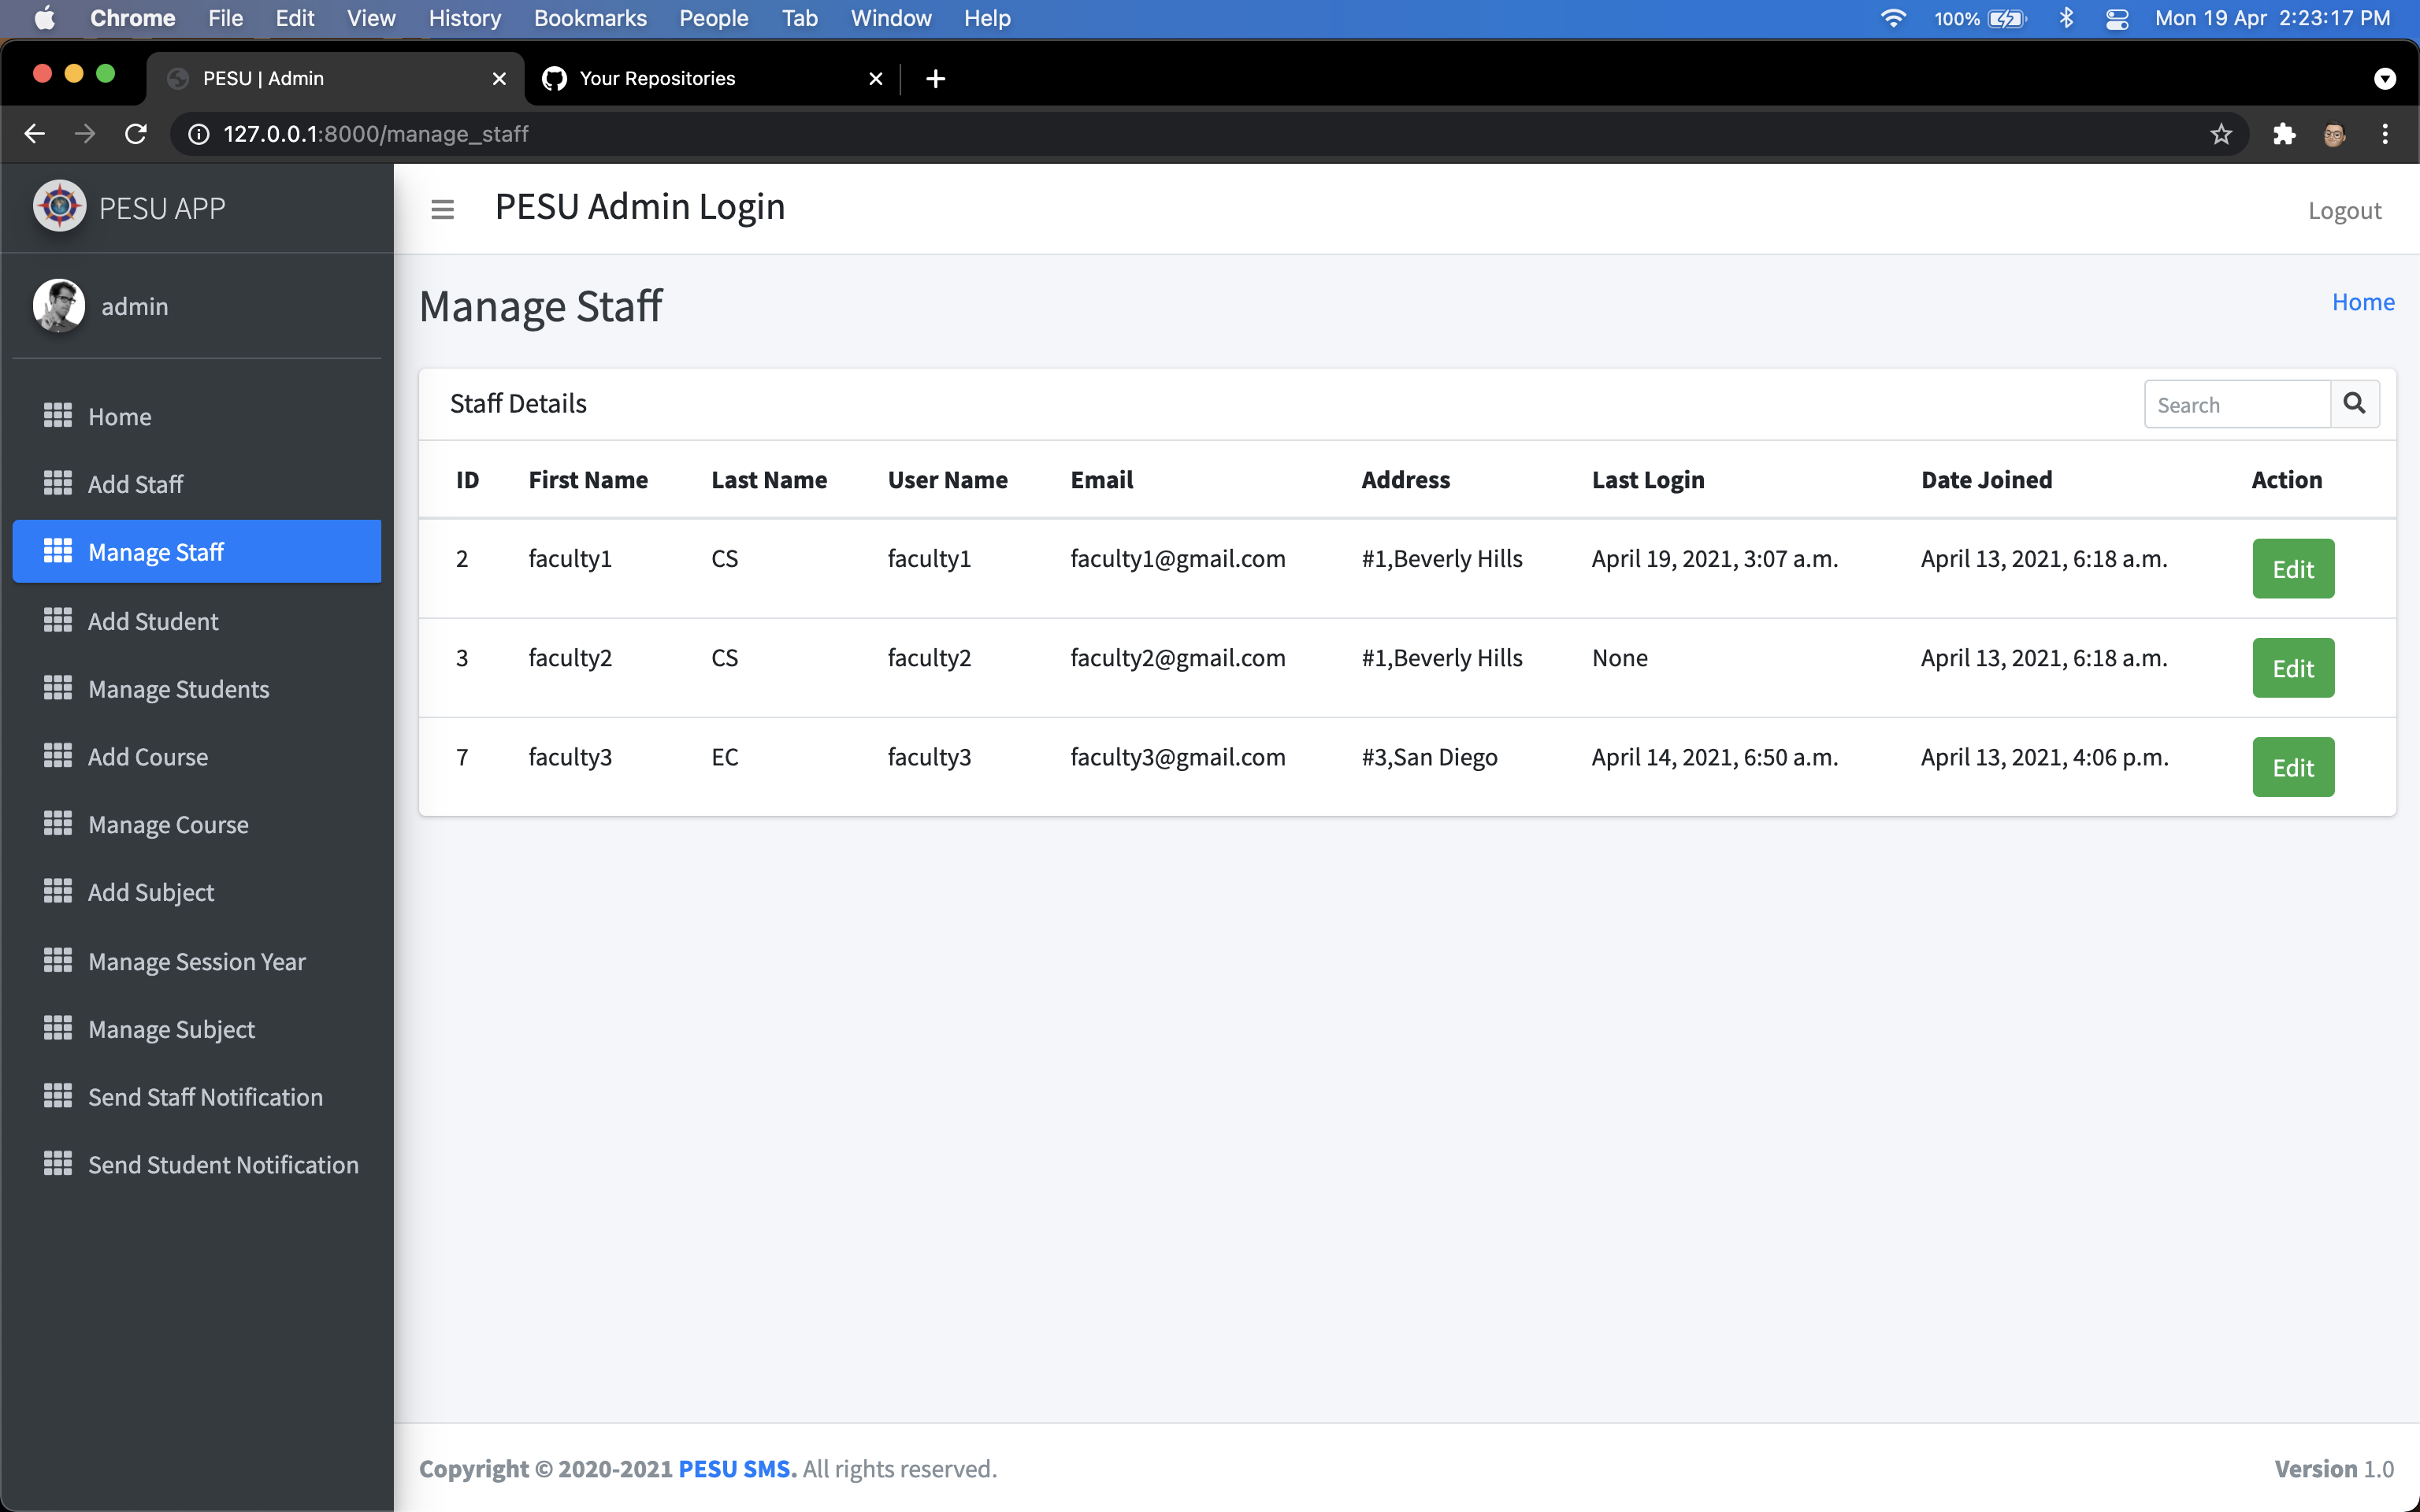 Chrome File Edit View History Bookmarks People Tab Window Help 100% Mon 19 Apr 2:23:17 PM
PESU | Admin Your Repositories
127.0.0.1:8000/manage_staff
PESU APP
PESU Admin Login
Logout
admin
Manage Staff
Home
Home
Add Staff
Manage Staff
Add Student
Manage Students
Add Course
Manage Course
Add Subject
Manage Session Year
Manage Subject
Send Staff Notification
Send Student Notification
Staff Details
Search
ID First Name Last Name User Name Email Address Last Login Date Joined Action
2 faculty1 CS faculty1 faculty1@gmail.com #1,Beverly Hills April 19, 2021, 3:07 a.m. April 13, 2021, 6:18 a.m. Edit
3 faculty2 CS faculty2 faculty2@gmail.com #1,Beverly Hills None April 13, 2021, 6:18 a.m. Edit
7 faculty3 EC faculty3 faculty3@gmail.com #3,San Diego April 14, 2021, 6:50 a.m. April 13, 2021, 4:06 p.m. Edit
Copyright © 2020-2021 PESU SMS. All rights reserved.
Version 1.0